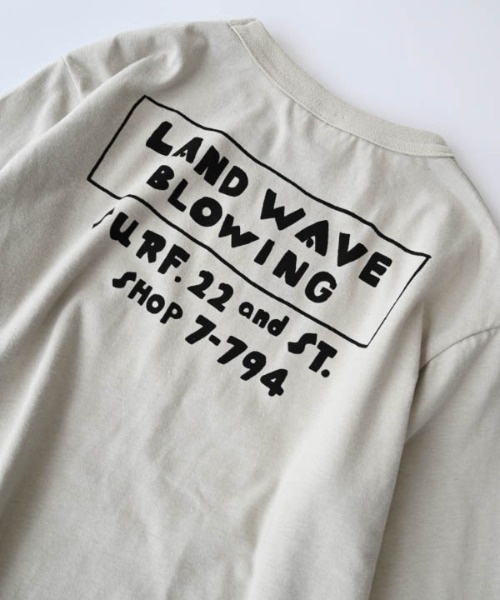 LAND WAVE
BLOWING
SURF. 22 and ST.
SHOP 7-794